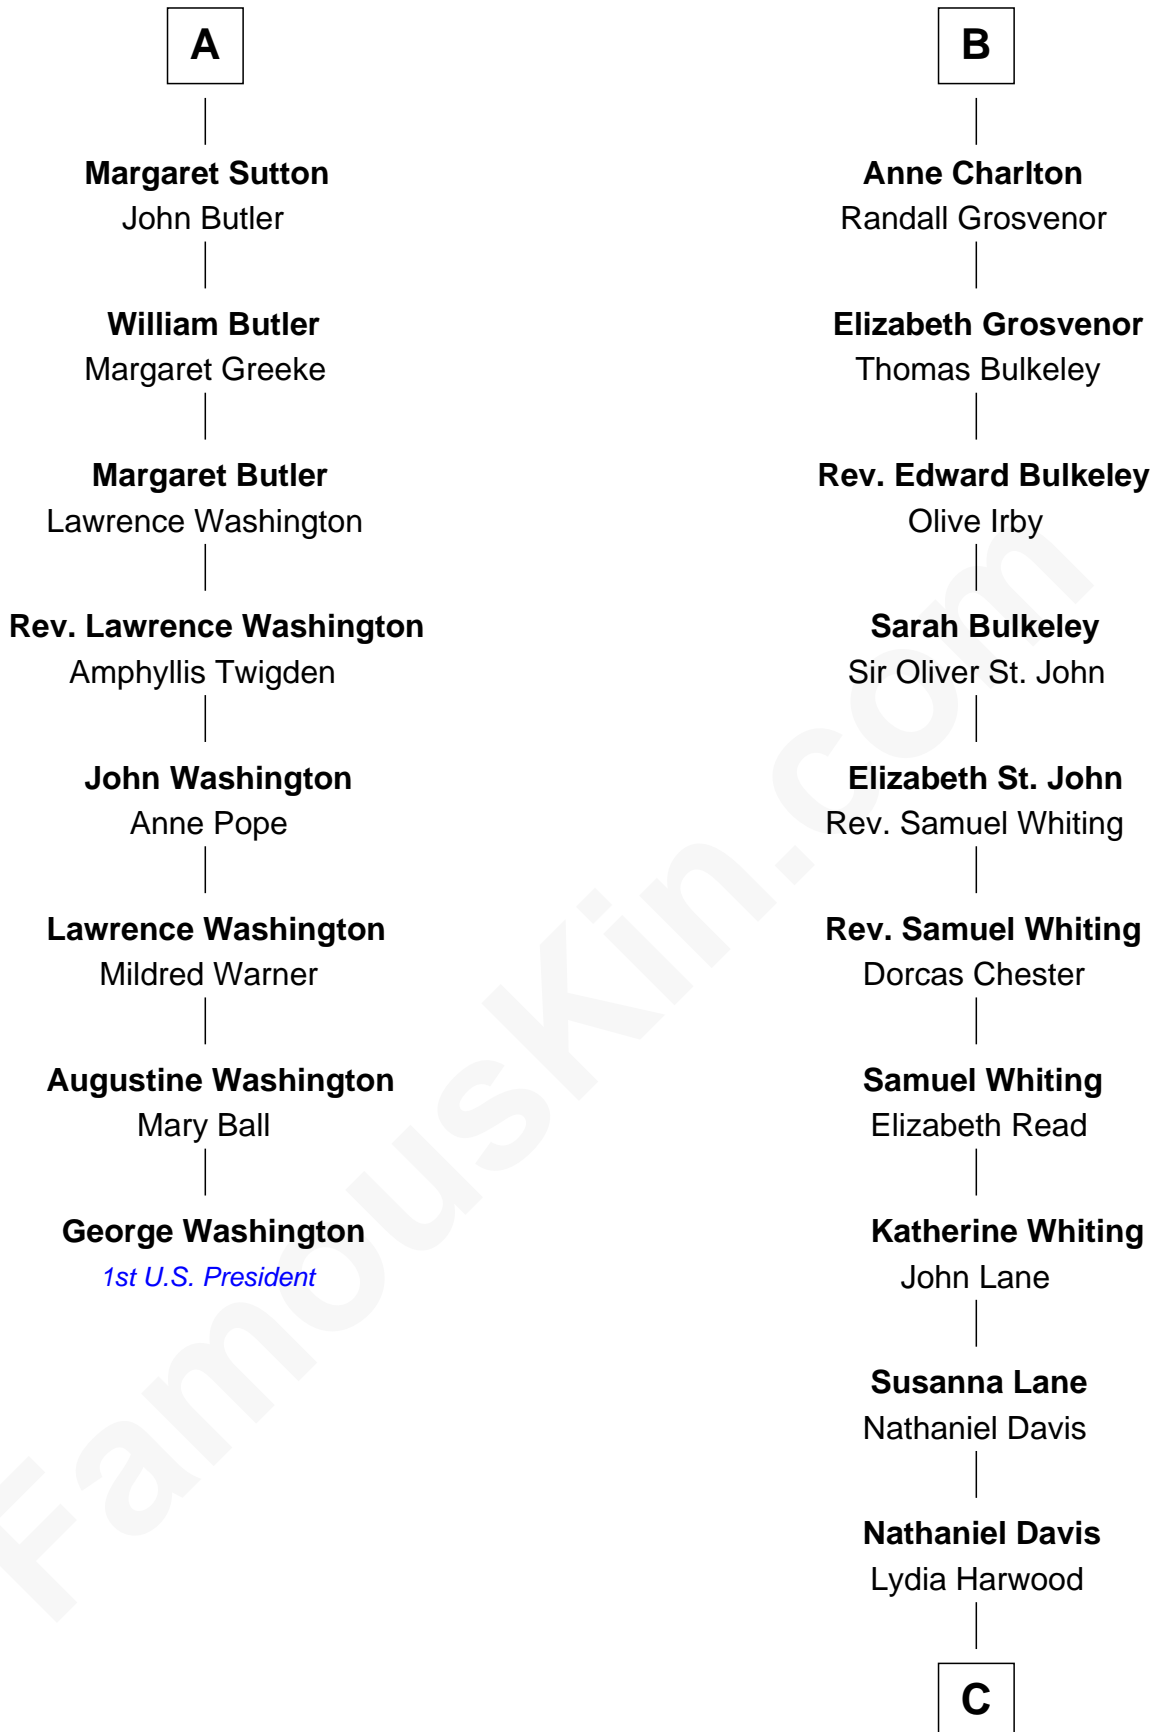 A
Margaret Sutton
John Butler
William Butler
Margaret Greeke
Margaret Butler
Lawrence Washington
Rev. Lawrence Washington
Amphyllis Twigden
John Washington
Anne Pope
Lawrence Washington
Mildred Warner
Augustine Washington
Mary Ball
George Washington
1st U.S. President
B
Anne Charlton
Randall Grosvenor
Elizabeth Grosvenor
Thomas Bulkeley
Rev. Edward Bulkeley
Olive Irby
Sarah Bulkeley
Sir Oliver St. John
Elizabeth St. John
Rev. Samuel Whiting
Rev. Samuel Whiting
Dorcas Chester
Samuel Whiting
Elizabeth Read
Katherine Whiting
John Lane
Susanna Lane
Nathaniel Davis
Nathaniel Davis
Lydia Harwood
C
FamousKin.com